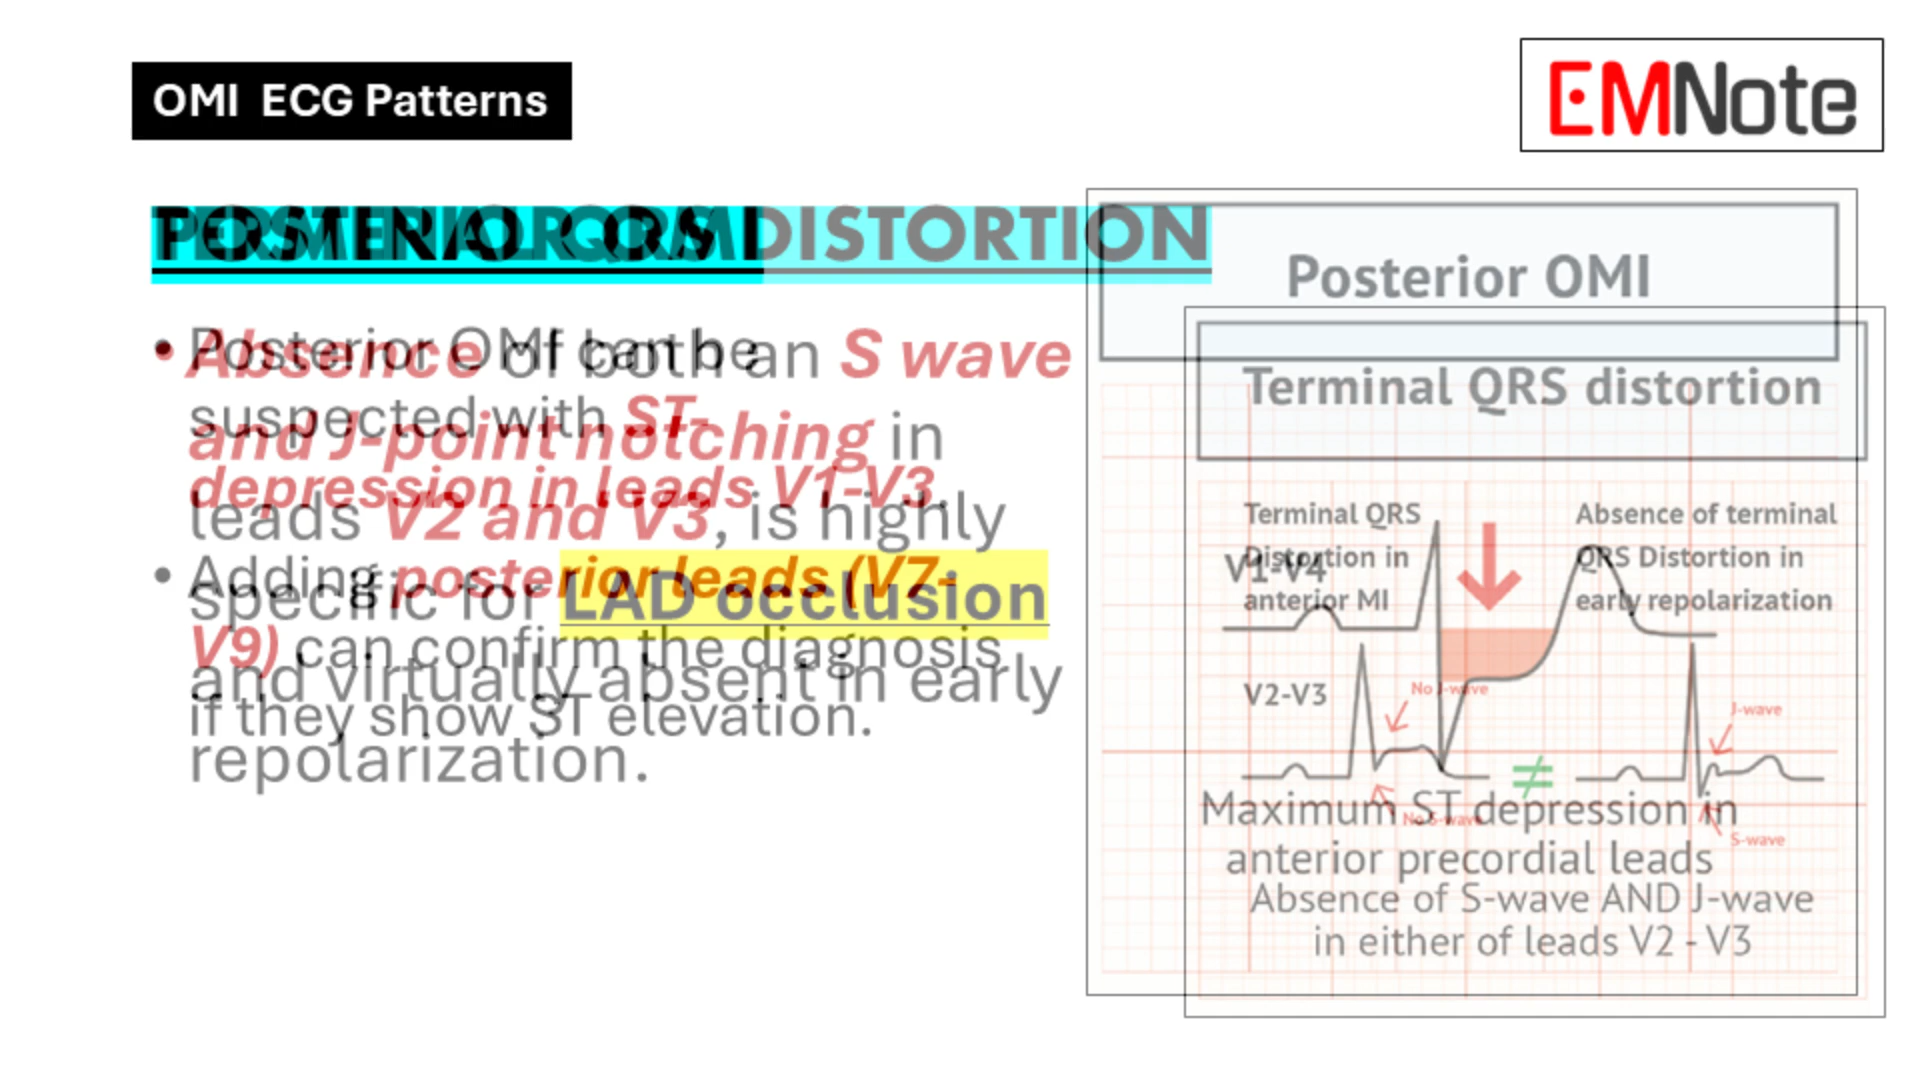 OMI ECG Patterns
EMNote
POSTERIOR OMI
TERMINAL QRS DISTORTION
• Posterior OMI can be
suspected with ST-
depression in leads V1-V3.
• Adding posterior leads (V7-
V9) can confirm the diagnosis
if they show ST elevation.
• Absence of both an S wave
and J-point notching in
leads V2 and V3, is highly
specific for LAD occlusion
and virtually absent in early
repolarization.
Posterior OMI
V1-V4
Maximum ST depression in
anterior precordial leads
Terminal QRS distortion
Terminal QRS
Distortion in
anterior MI
Absence of terminal
QRS Distortion in
early repolarization
V2-V3
No J-wave
No S-wave
≠
J-wave
S-wave
Absence of S-wave AND J-wave
in either of leads V2 - V3